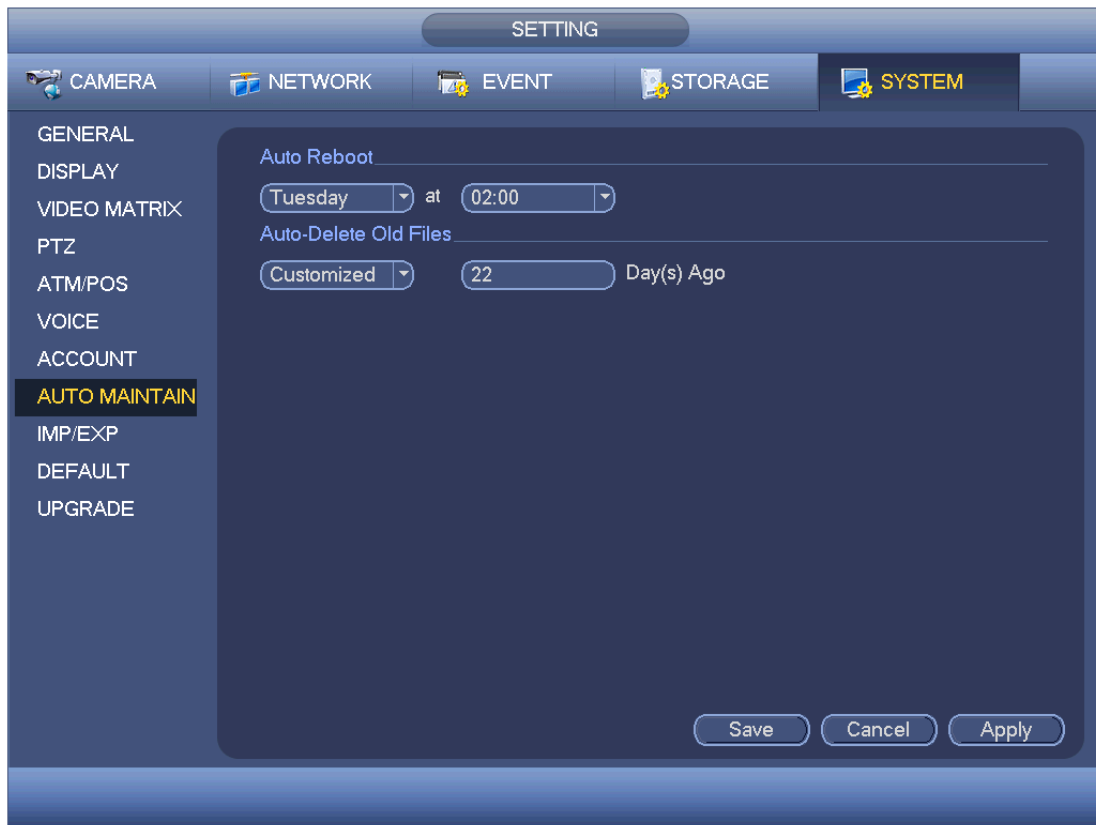 SETTING
CAMERA NETWORK EVENT STORAGE SYSTEM
GENERAL
DISPLAY
VIDEO MATRIX
PTZ
ATM/POS
VOICE
ACCOUNT
AUTO MAINTAIN
IMP/EXP
DEFAULT
UPGRADE
Auto Reboot
Tuesday at 02:00
Auto-Delete Old Files
Customized 22 Day(s) Ago
Save Cancel Apply